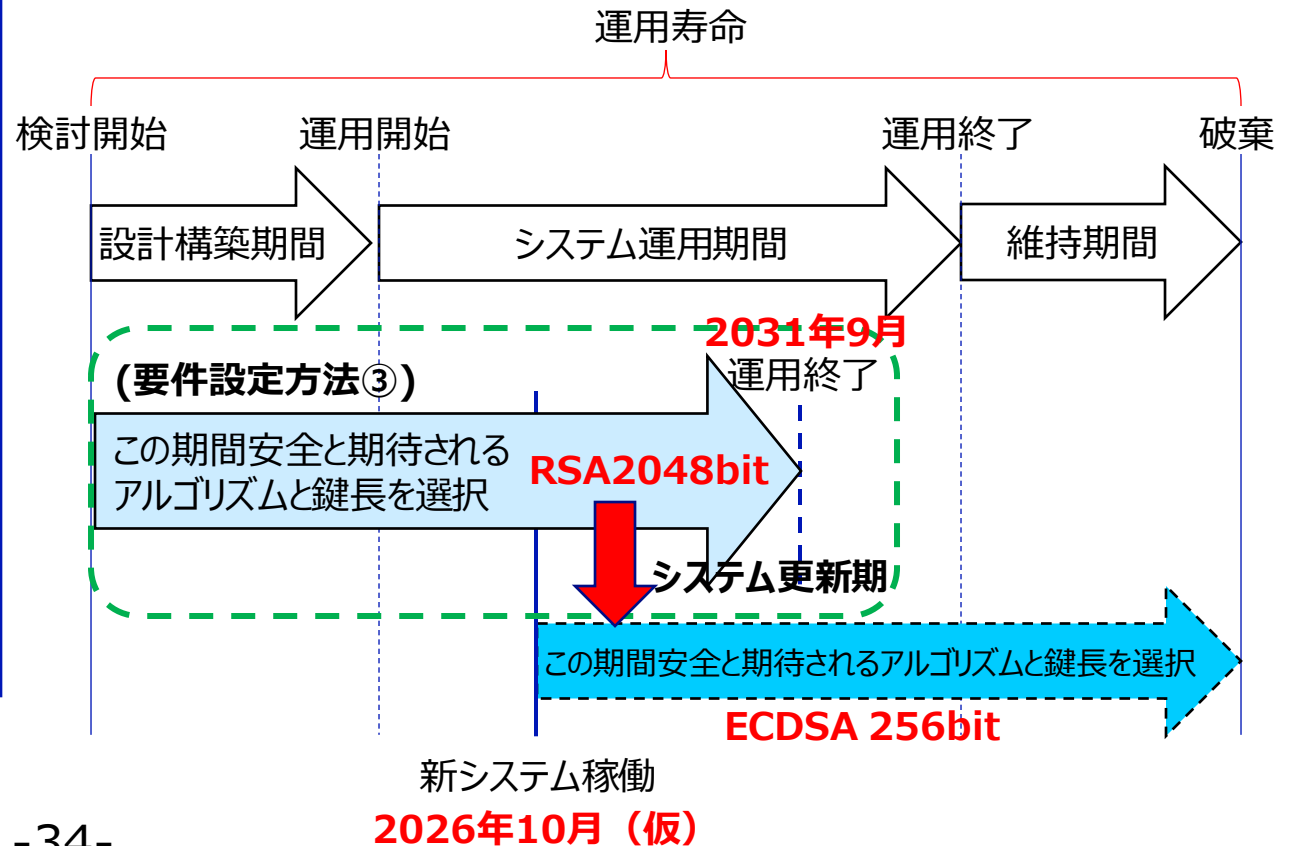 運用寿命
検討開始
運用開始
運用終了
破棄
設計構築期間
システム運用期間
維持期間
2031年9月
運用終了
(要件設定方法③)
この期間安全と期待される
アルゴリズムと鍵長を選択
RSA2048bit
システム更新期
この期間安全と期待されるアルゴリズムと鍵長を選択
ECDSA 256bit
新システム稼働
2026年10月（仮）
-34-